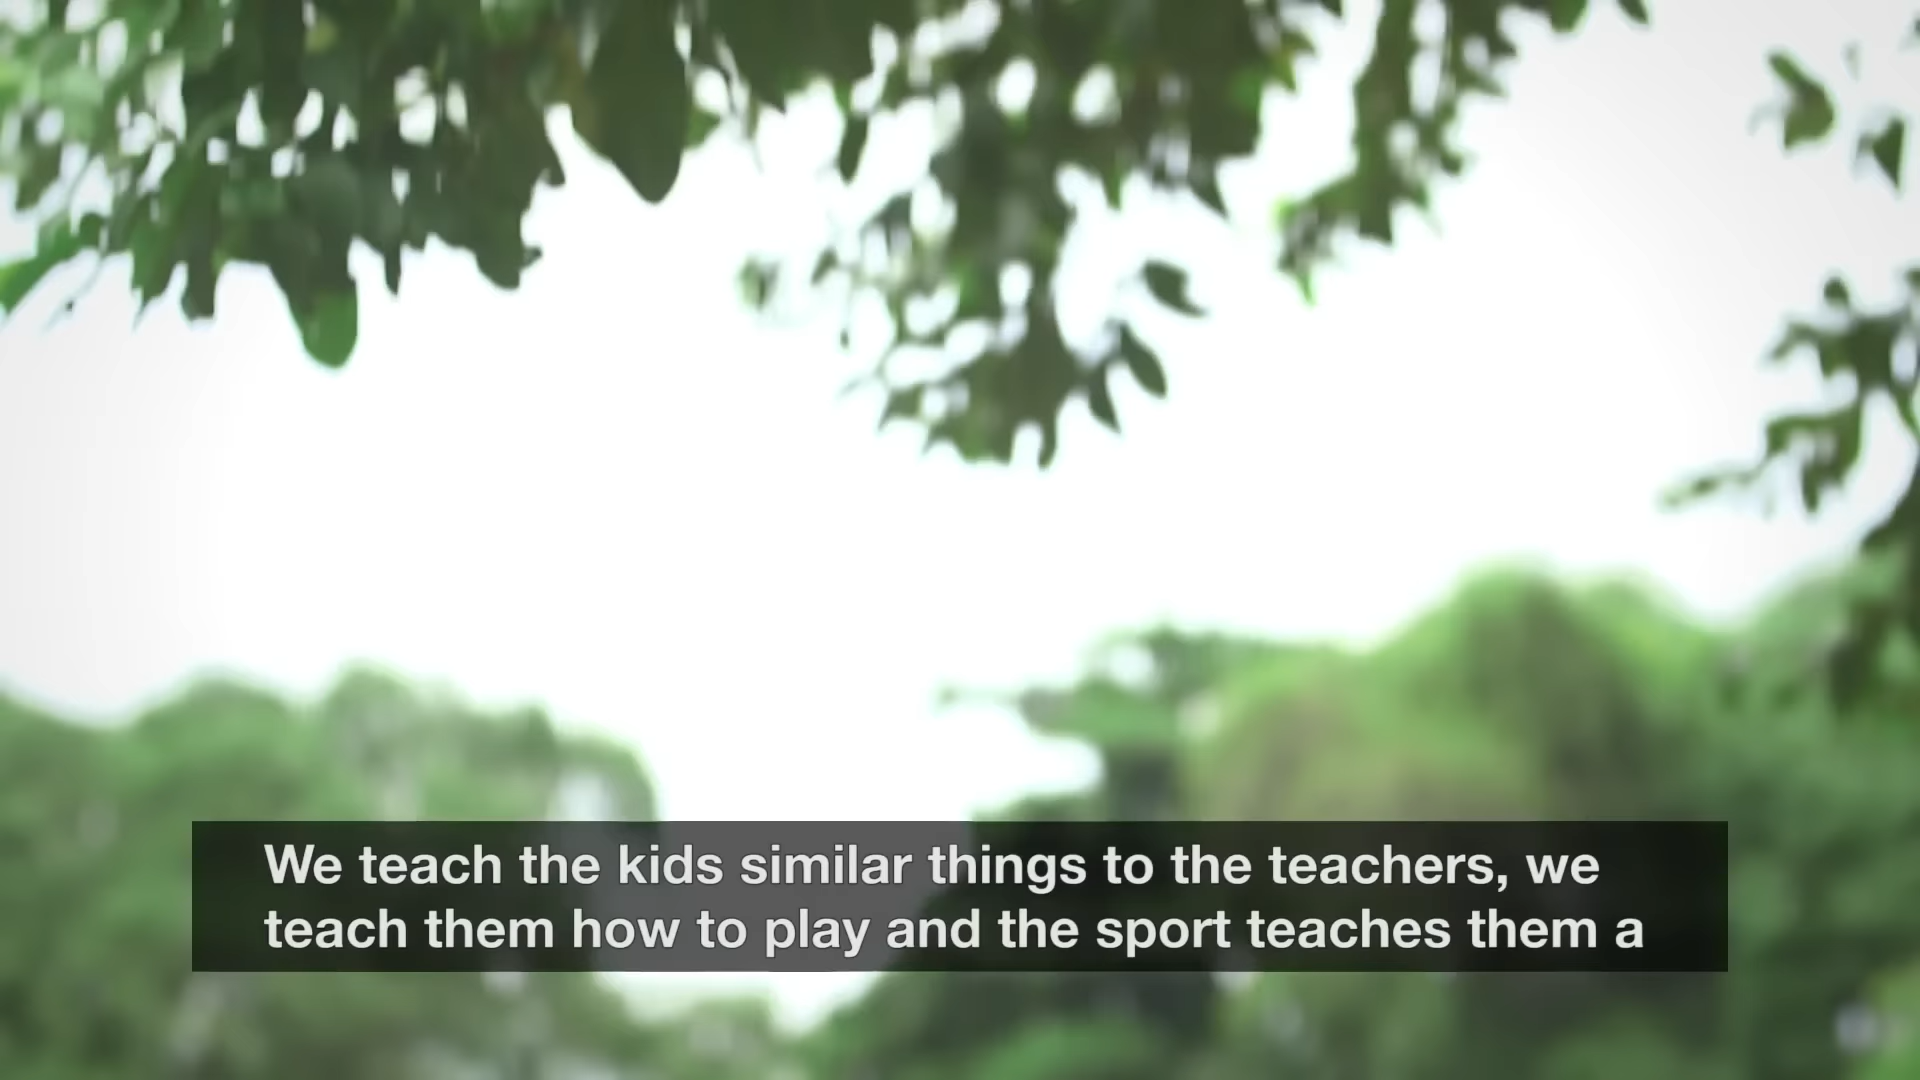 We teach the kids similar things to the teachers, we
teach them how to play and the sport teaches them a